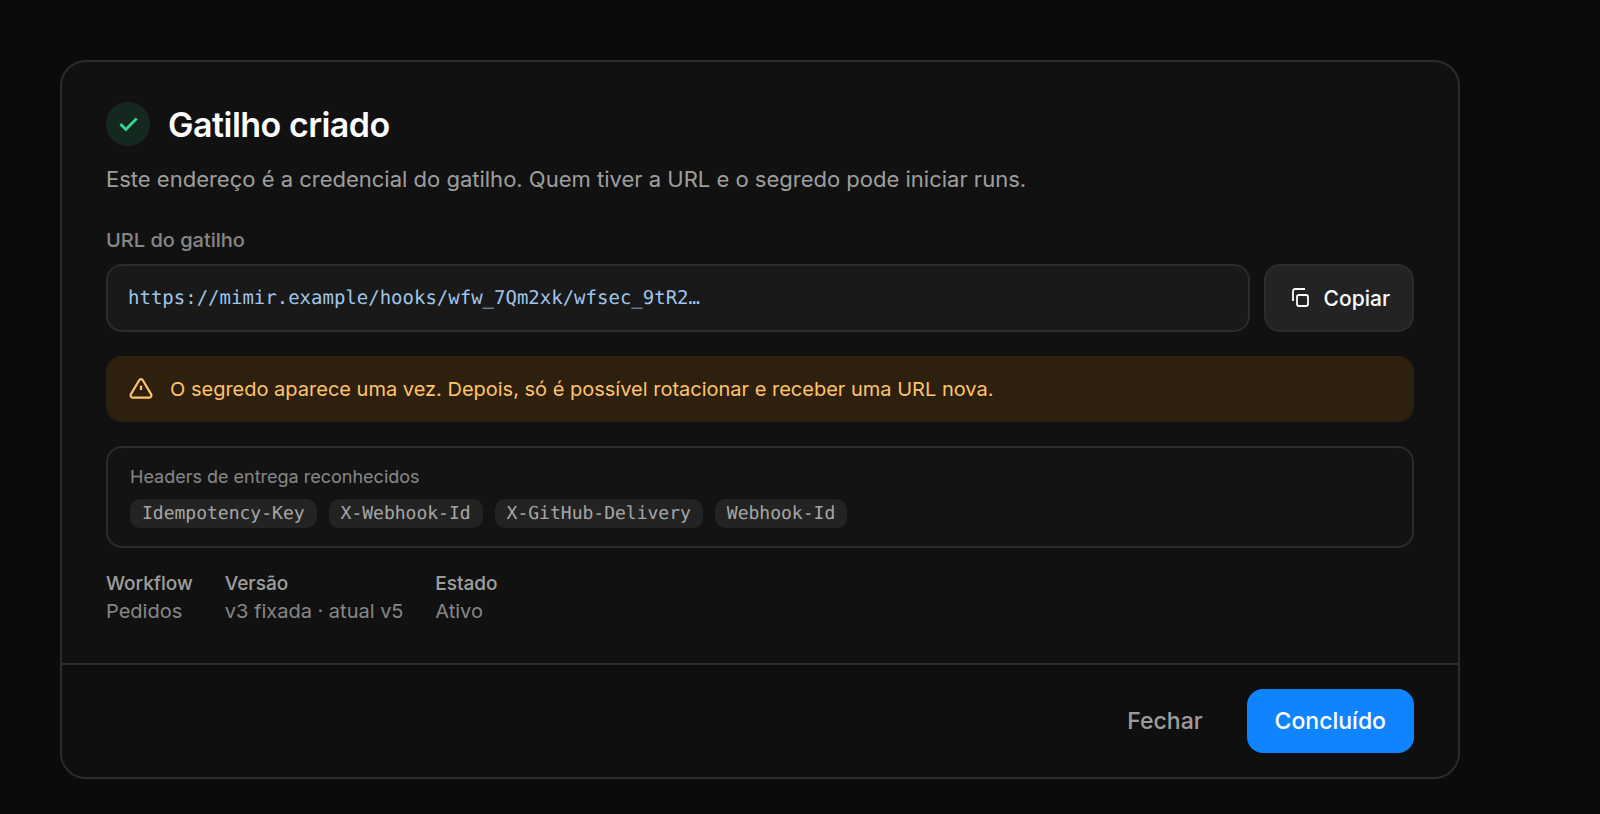 Gatilho criado
Este endereço é a credencial do gatilho. Quem tiver a URL e o segredo pode iniciar runs.
URL do gatilho
https://mimir.example/hooks/wfw_7Qm2xk/wfsec_9tR2…
Copiar
O segredo aparece uma vez. Depois, só é possível rotacionar e receber uma URL nova.
Headers de entrega reconhecidos
Idempotency-Key X-Webhook-Id X-GitHub-Delivery Webhook-Id
Workflow Versão Estado
Pedidos v3 fixada · atual v5 Ativo
Fechar Concluído